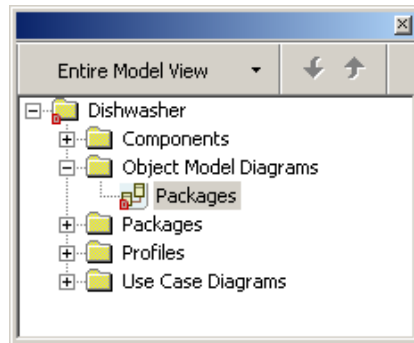 Entire Model View
Dishwasher
Components
Object Model Diagrams
Packages
Packages
Profiles
Use Case Diagrams